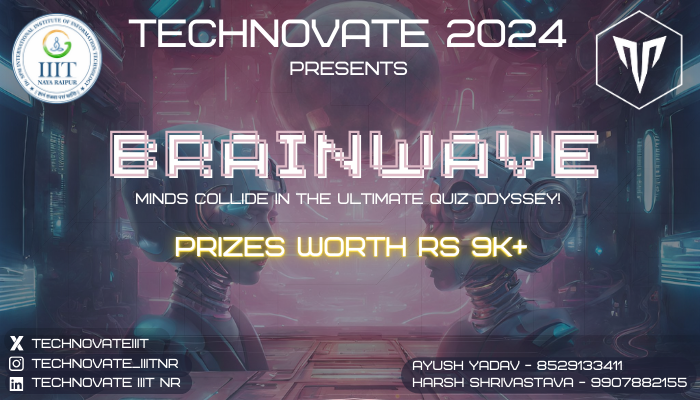 TECHNOVATE 2024
PRESENTS
IIIT
NAYA RAIPUR
BRAINWAVE
MINDS COLLIDE IN THE ULTIMATE QUIZ ODYSSEY!
PRIZES WORTH RS 9K+
TECHNOVATEIIIT
TECHNOVATE_IIITNR
TECHNOVATE IIIT NR
AYUSH YADAV - 8529133411
HARSH SHRIVASTAVA - 9907882155